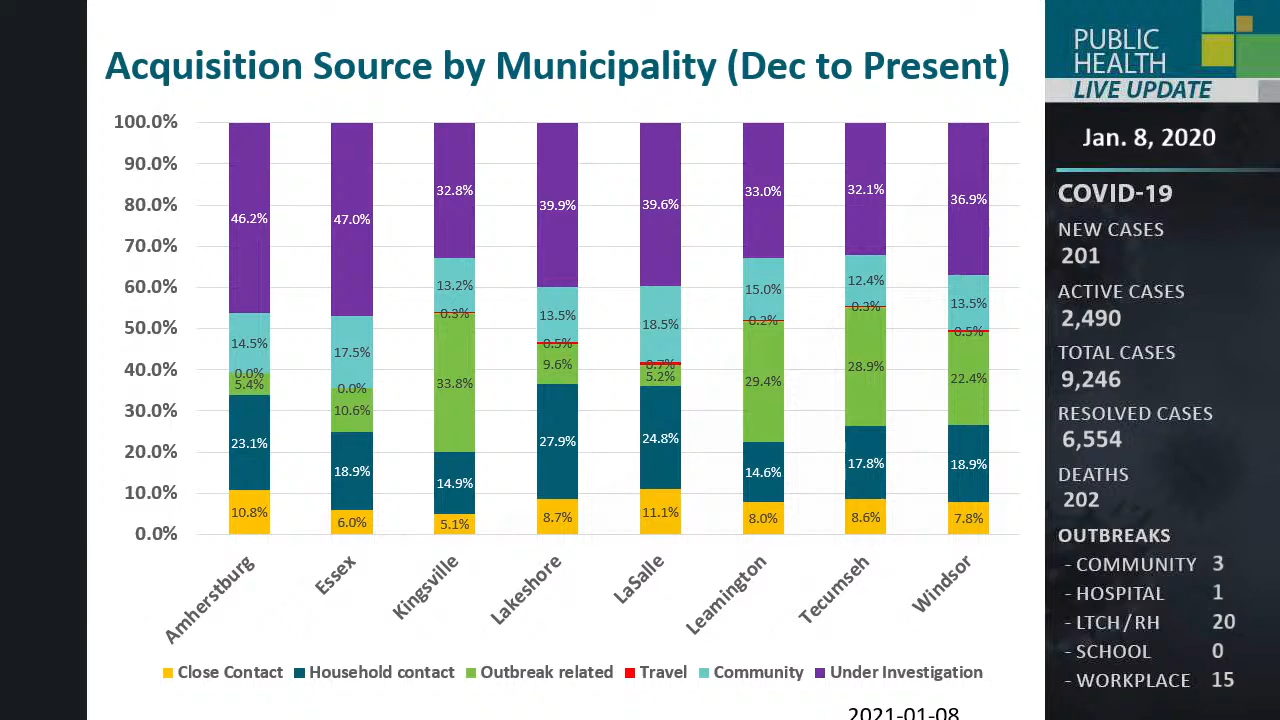 Acquisition Source by Municipality (Dec to Present)
100.0%
90.0%
80.0%
70.0%
60.0%
50.0%
40.0%
30.0%
20.0%
10.0%
0.0%
46.2%
14.5%
0.0%
5.4%
23.1%
10.8%
47.0%
17.5%
0.0%
10.6%
18.9%
6.0%
32.8%
13.2%
0.3%
33.8%
14.9%
5.1%
39.9%
13.5%
0.5%
9.6%
27.9%
8.7%
39.6%
18.5%
0.7%
5.2%
24.8%
11.1%
33.0%
15.0%
0.2%
29.4%
14.6%
8.0%
32.1%
12.4%
0.3%
28.9%
17.8%
8.6%
36.9%
13.5%
0.5%
22.4%
18.9%
7.8%
Amherstburg
Essex
Kingsville
Lakeshore
LaSalle
Leamington
Tecumseh
Windsor
Close Contact Household contact Outbreak related Travel Community Under Investigation
2021-01-08
PUBLIC
HEALTH
LIVE UPDATE
Jan. 8, 2020
COVID-19
NEW CASES
201
ACTIVE CASES
2,490
TOTAL CASES
9,246
RESOLVED CASES
6,554
DEATHS
202
OUTBREAKS
- COMMUNITY 3
- HOSPITAL 1
- LTCH/RH 20
- SCHOOL 0
- WORKPLACE 15